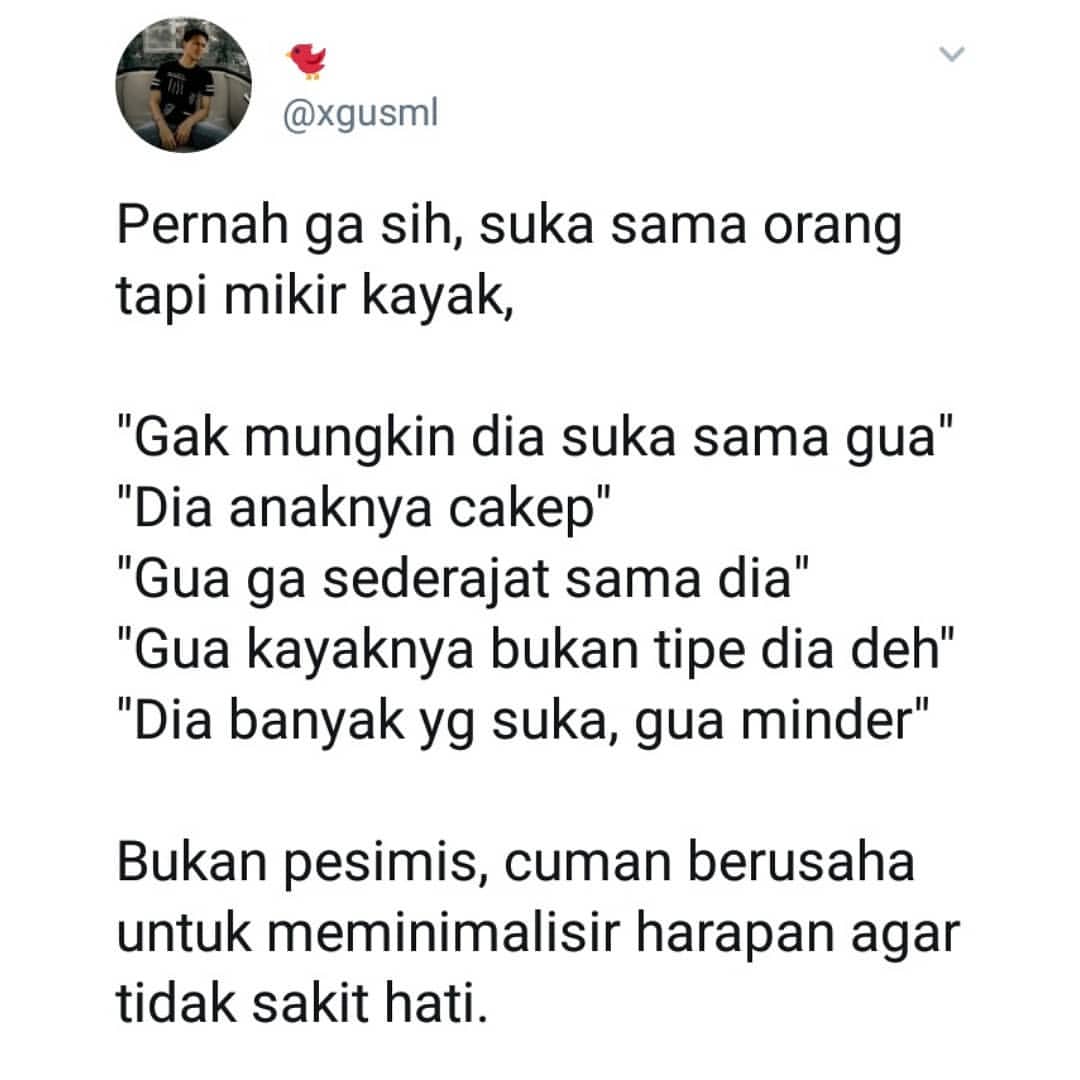 @xgusml
Pernah ga sih, suka sama orang
tapi mikir kayak,
"Gak mungkin dia suka sama gua"
"Dia anaknya cakep"
"Gua ga sederajat sama dia"
"Gua kayaknya bukan tipe dia deh"
"Dia banyak yg suka, gua minder"
Bukan pesimis, cuman berusaha
untuk meminimalisir harapan agar
tidak sakit hati.